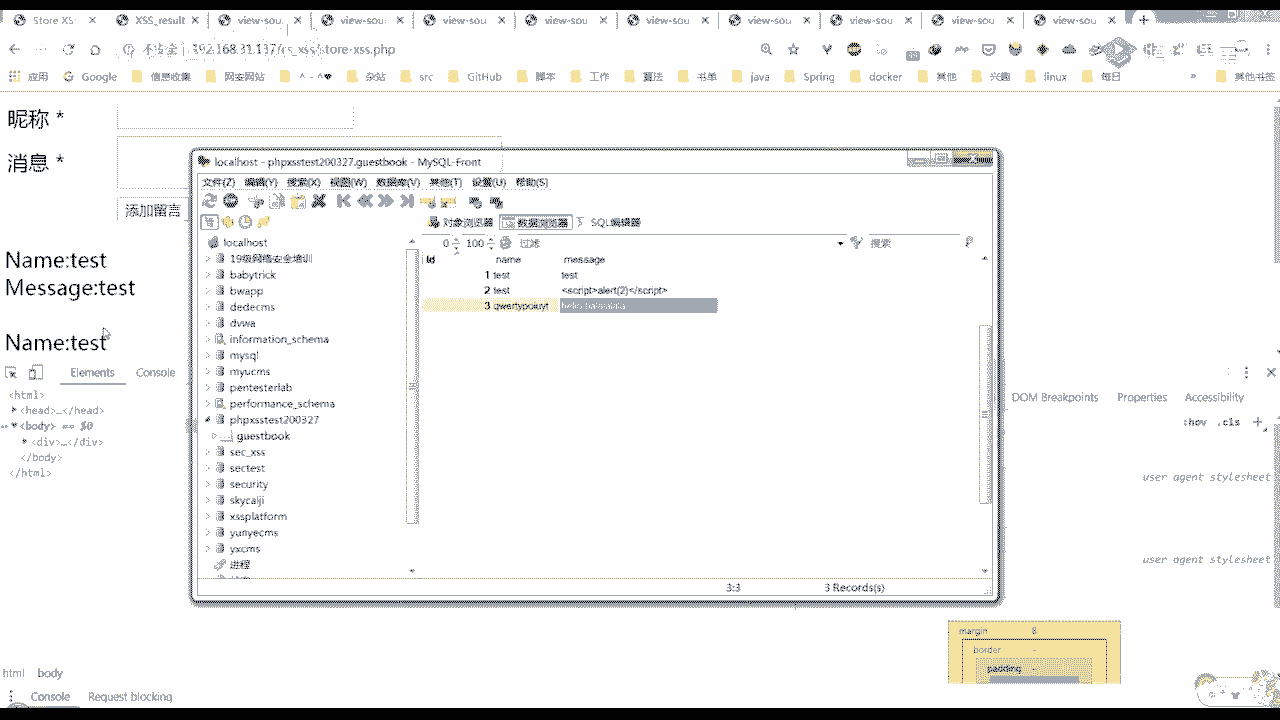 Store XS
XSS_result
view-sou
view-sou
view-sou
view-sou
view-sou
view-sou
view-sou
view-sou
view-sou
不安全
192.168.31.137/
store-xss.php
应用
Google
信息收集
网安网站
杂站
src
GitHub
脚本
工作
算法
书单
java
Spring
docker
其他
兴趣
linux
每日
»
其他书签
昵称 *
消息 *
添加留言
Name:test
Message:test
Name:test
localhost - phpxsstest200327.guestbook - MySQL-Front
文件(Z) 编辑(Y) 搜索(X) 视图(W) 数据库(V) 其他(T) 设置(U) 帮助(S)
对象浏览器 数据浏览器 SQL编辑器
0 100 过滤 搜索
localhost
19级网络安全培训
babytrick
bwapp
dedecms
dvwa
information_schema
mysql
myucms
pentesterlab
performance_schema
phpxsstest200327
guestbook
sec_xss
sectest
security
skycaiji
xssplatform
yunyecms
yxcms
进程
Id name message
1 test test
2 test <script>alert(2)</script>
3 qwertypoiuyt
3:3 3 Records(s)
Elements Console
<html>
<head>…</head>
<body> == $0
<div>…</div>
</body>
</html>
DOM Breakpoints Properties Accessibility
:hov .cls +
user agent stylesheet
user agent stylesheet
margin 8
border -
padding
html body
Console Request blocking